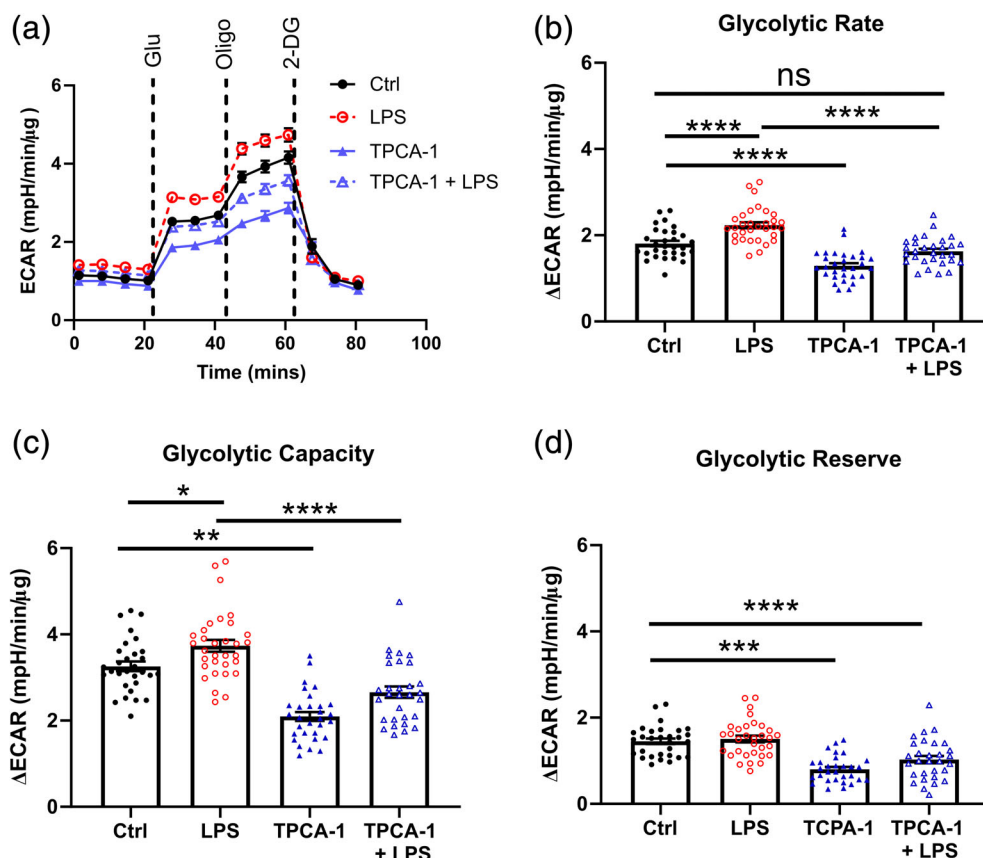 (a)
Glu
Oligo
2-DG
ECAR (mpH/min/μg)
6
4
2
0
0
20
40
60
80
100
Time (mins)
Ctrl
LPS
TPCA-1
TPCA-1 + LPS
(b)
Glycolytic Rate
ΔECAR (mpH/min/μg)
6
4
2
0
ns
****
****
****
Ctrl
LPS
TPCA-1
TPCA-1
+ LPS
(c)
Glycolytic Capacity
ΔECAR (mpH/min/μg)
6
4
2
0
*
****
**
Ctrl
LPS
TPCA-1
TPCA-1
+ LPS
(d)
Glycolytic Reserve
ΔECAR (mpH/min/μg)
6
4
2
0
****
***
Ctrl
LPS
TCPA-1
TPCA-1
+ LPS